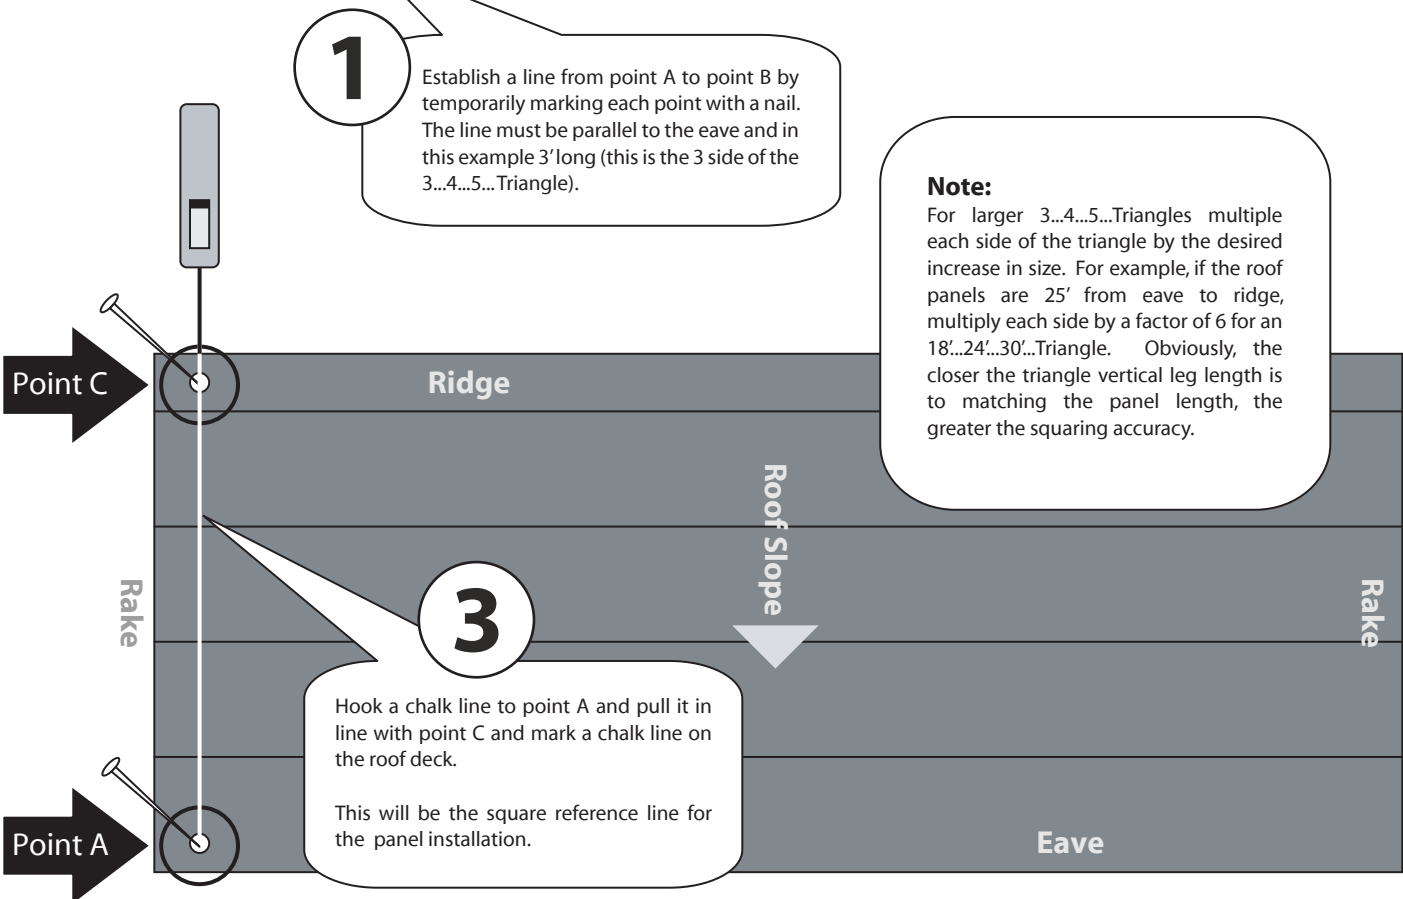 1
Establish a line from point A to point B by
temporarily marking each point with a nail.
The line must be parallel to the eave and in
this example 3' long (this is the 3 side of the
3...4...5... Triangle).
Note:
For larger 3...4...5...Triangles multiple
each side of the triangle by the desired
increase in size. For example, if the roof
panels are 25' from eave to ridge,
multiply each side by a factor of 6 for an
18'...24'...30'...Triangle. Obviously, the
closer the triangle vertical leg length is
to matching the panel length, the
greater the squaring accuracy.
Point C
Ridge
Roof Slope
Rake
Rake
3
Hook a chalk line to point A and pull it in
line with point C and mark a chalk line on
the roof deck.
This will be the square reference line for
the panel installation.
Point A
Eave